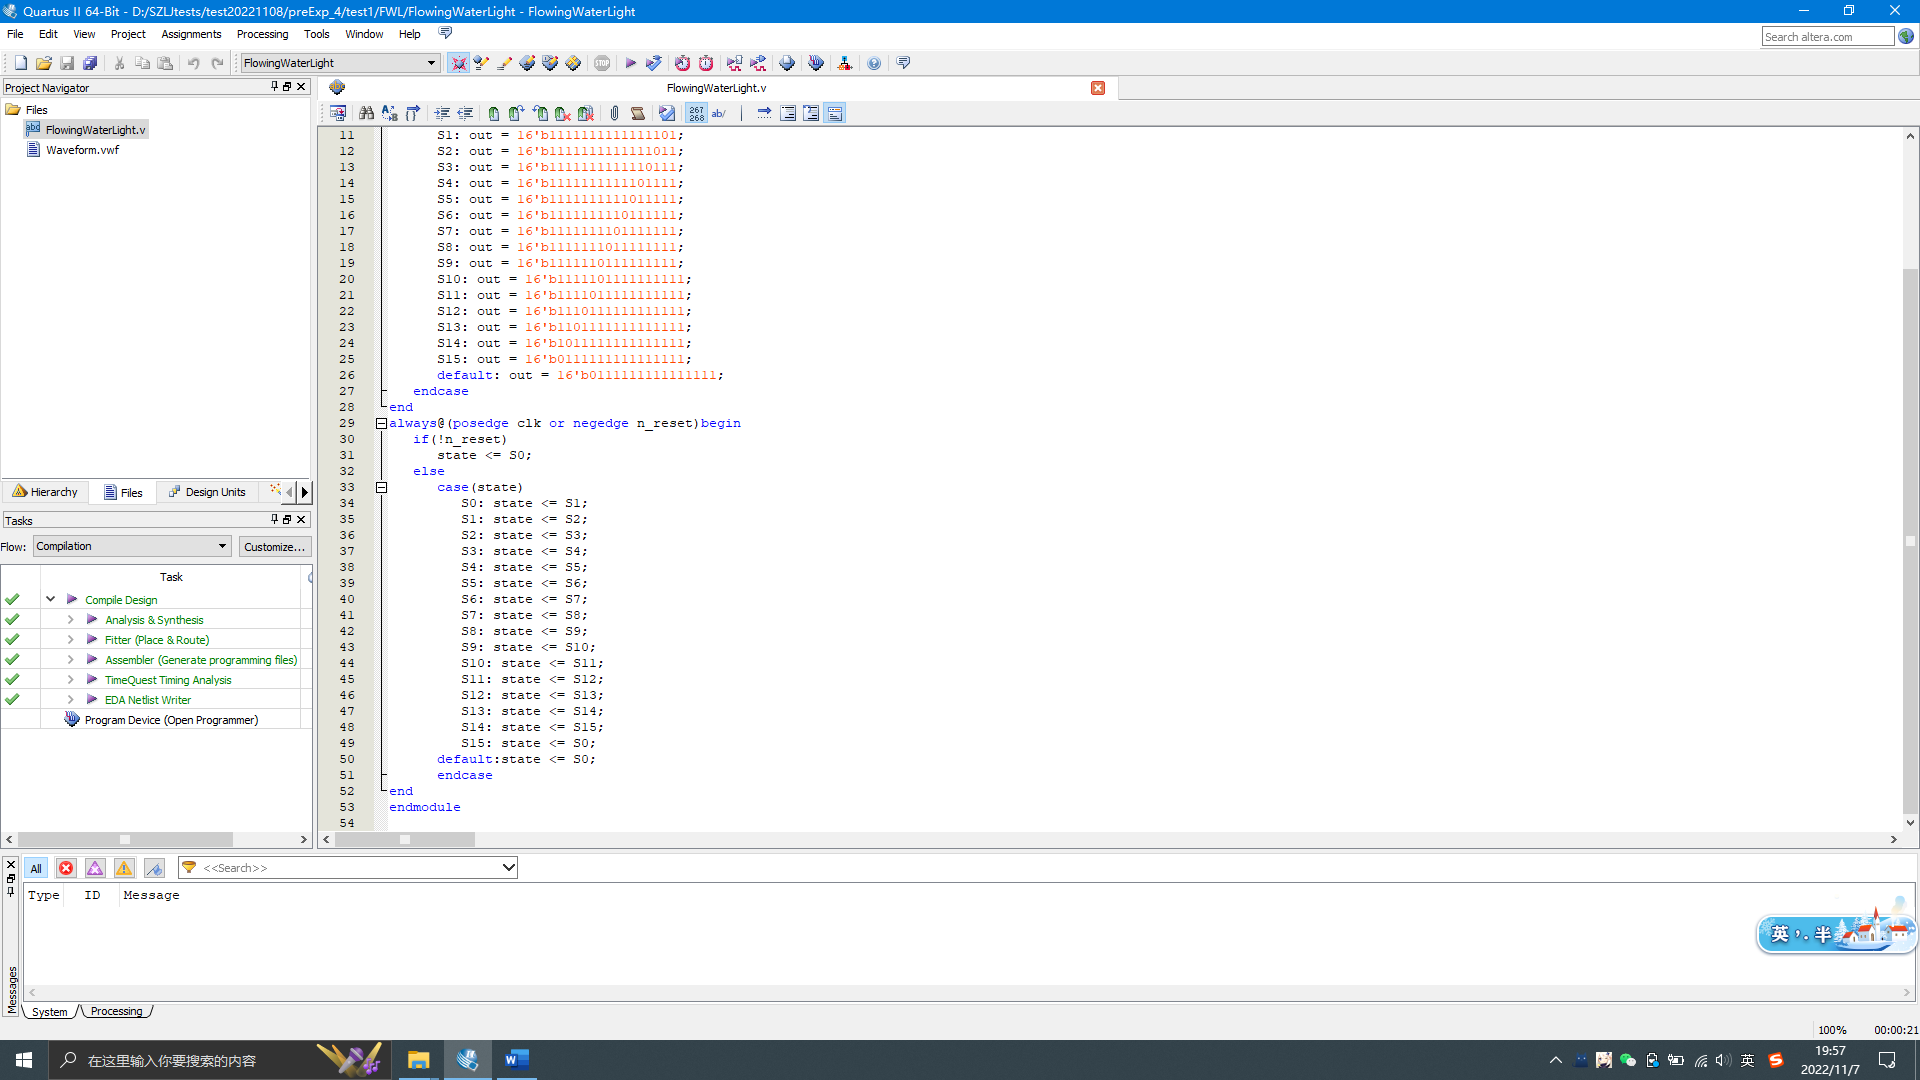 Quartus II 64-Bit - D:/SZLJtests/test20221108/preExp_4/test1/FWL/FlowingWaterLight - FlowingWaterLight
File Edit View Project Assignments Processing Tools Window Help
Search altera.com
FlowingWaterLight
STOP
Project Navigator
Files
abd FlowingWaterLight.v
Waveform.vwf
Hierarchy Files Design Units
Tasks
Flow: Compilation Customize...
Task
Compile Design
Analysis & Synthesis
Fitter (Place & Route)
Assembler (Generate programming files)
TimeQuest Timing Analysis
EDA Netlist Writer
Program Device (Open Programmer)
FlowingWaterLight.v
267
268
ab/
11 S1: out = 16'b1111111111111101;
12 S2: out = 16'b1111111111111011;
13 S3: out = 16'b1111111111110111;
14 S4: out = 16'b1111111111101111;
15 S5: out = 16'b1111111111011111;
16 S6: out = 16'b1111111110111111;
17 S7: out = 16'b1111111101111111;
18 S8: out = 16'b1111111011111111;
19 S9: out = 16'b1111110111111111;
20 S10: out = 16'b1111101111111111;
21 S11: out = 16'b1111011111111111;
22 S12: out = 16'b1110111111111111;
23 S13: out = 16'b1101111111111111;
24 S14: out = 16'b1011111111111111;
25 S15: out = 16'b0111111111111111;
26 default: out = 16'b0111111111111111;
27 endcase
28 end
29 always@(posedge clk or negedge n_reset)begin
30 if(!n_reset)
31 state <= S0;
32 else
33 case(state)
34 S0: state <= S1;
35 S1: state <= S2;
36 S2: state <= S3;
37 S3: state <= S4;
38 S4: state <= S5;
39 S5: state <= S6;
40 S6: state <= S7;
41 S7: state <= S8;
42 S8: state <= S9;
43 S9: state <= S10;
44 S10: state <= S11;
45 S11: state <= S12;
46 S12: state <= S13;
47 S13: state <= S14;
48 S14: state <= S15;
49 S15: state <= S0;
50 default:state <= S0;
51 endcase
52 end
53 endmodule
54
All <<Search>>
Type ID Message
Messages
System Processing
英 ，. 半
100% 00:00:21
在这里输入你要搜索的内容
英
19:57
2022/11/7